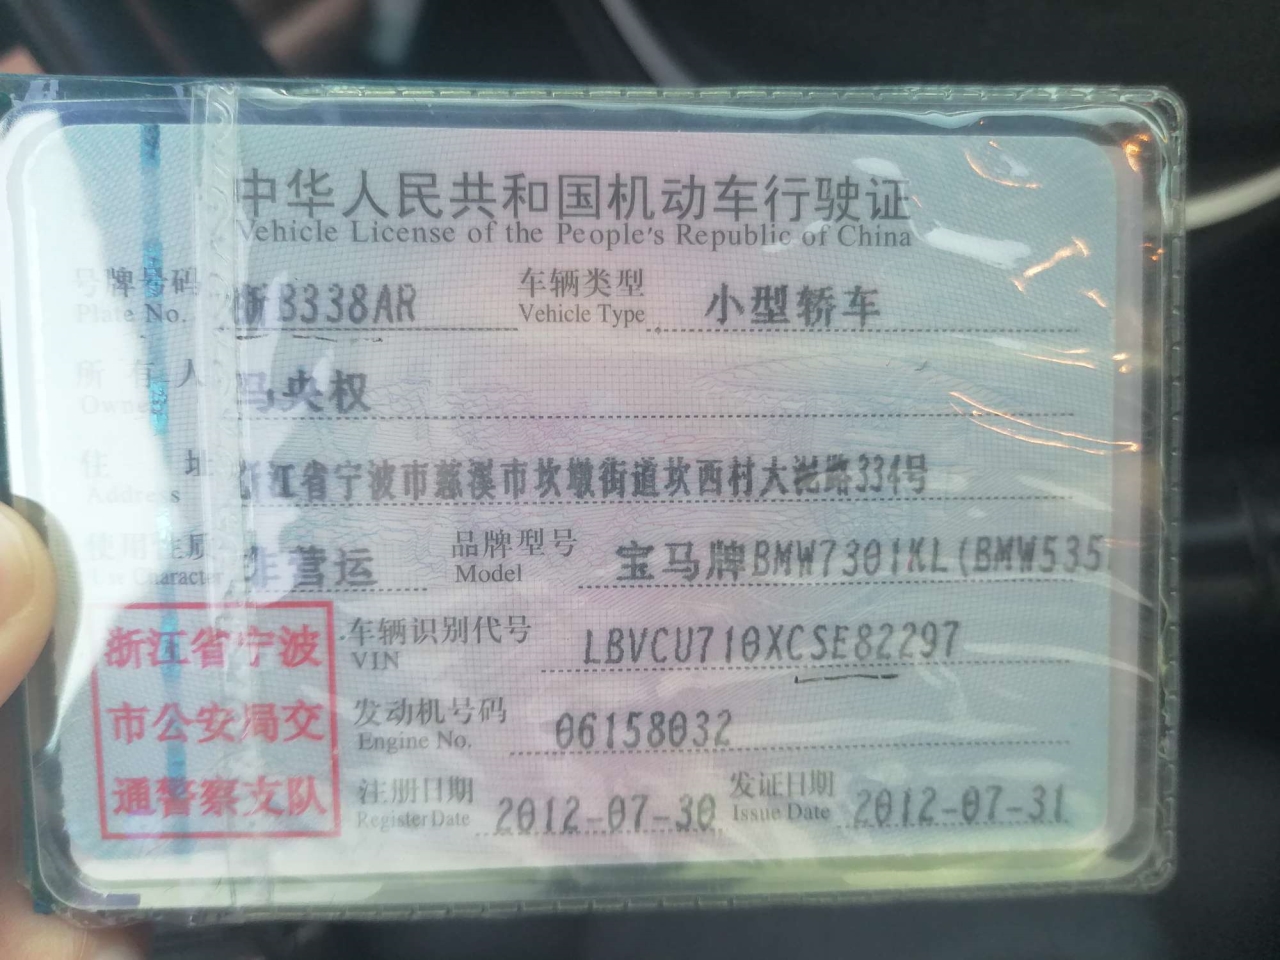 中华人民共和国机动车行驶证
Vehicle License of the People's Republic of China
号牌号码 浙B338AR 车辆类型 小型轿车
Plate No. Vehicle Type
所有人 马央权
Owner
住址 浙江省宁波市慈溪市坎墩街道坎西村大池路334号
Address
使用性质 非营运 品牌型号 宝马牌BMW7301KL(BMW535
Use Character Model
浙江省宁波 车辆识别代号 LBVCU710XCSE82297
VIN
市公安局交 发动机号码 06158032
Engine No.
通警察支队 注册日期 2012-07-30 发证日期 2012-07-31
Register Date Issue Date